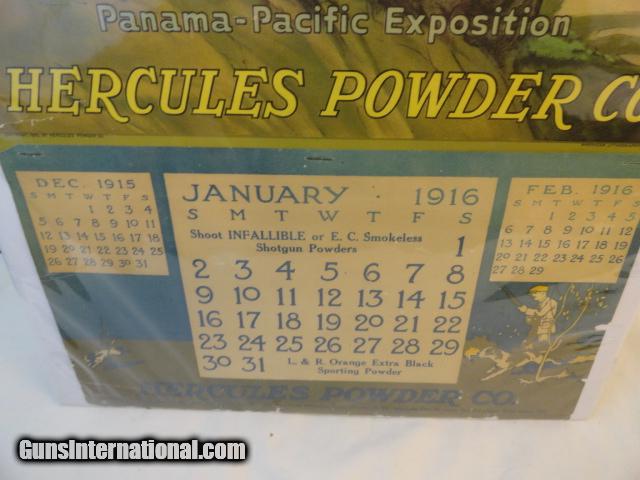 Panama-Pacific Exposition
HERCULES POWDER CO
DEC. 1915
S M T W T F S
1 2 3 4
5 6 7 8 9 10 11
12 13 14 15 16 17 18
19 20 21 22 23 24 25
26 27 28 29 30 31
JANUARY 1916
S M T W T F S
Shoot INFALLIBLE or E. C. Smokeless
Shotgun Powders
1
2 3 4 5 6 7 8
9 10 11 12 13 14 15
16 17 18 19 20 21 22
23 24 25 26 27 28 29
30 31
L. & R. Orange Extra Black
Sporting Powder
FEB. 1916
S M T W T F S
1 2 3 4 5
6 7 8 9 10 11 12
13 14 15 16 17 18 19
20 21 22 23 24 25 26
27 28 29
HERCULES POWDER CO.
GunsInternational.com